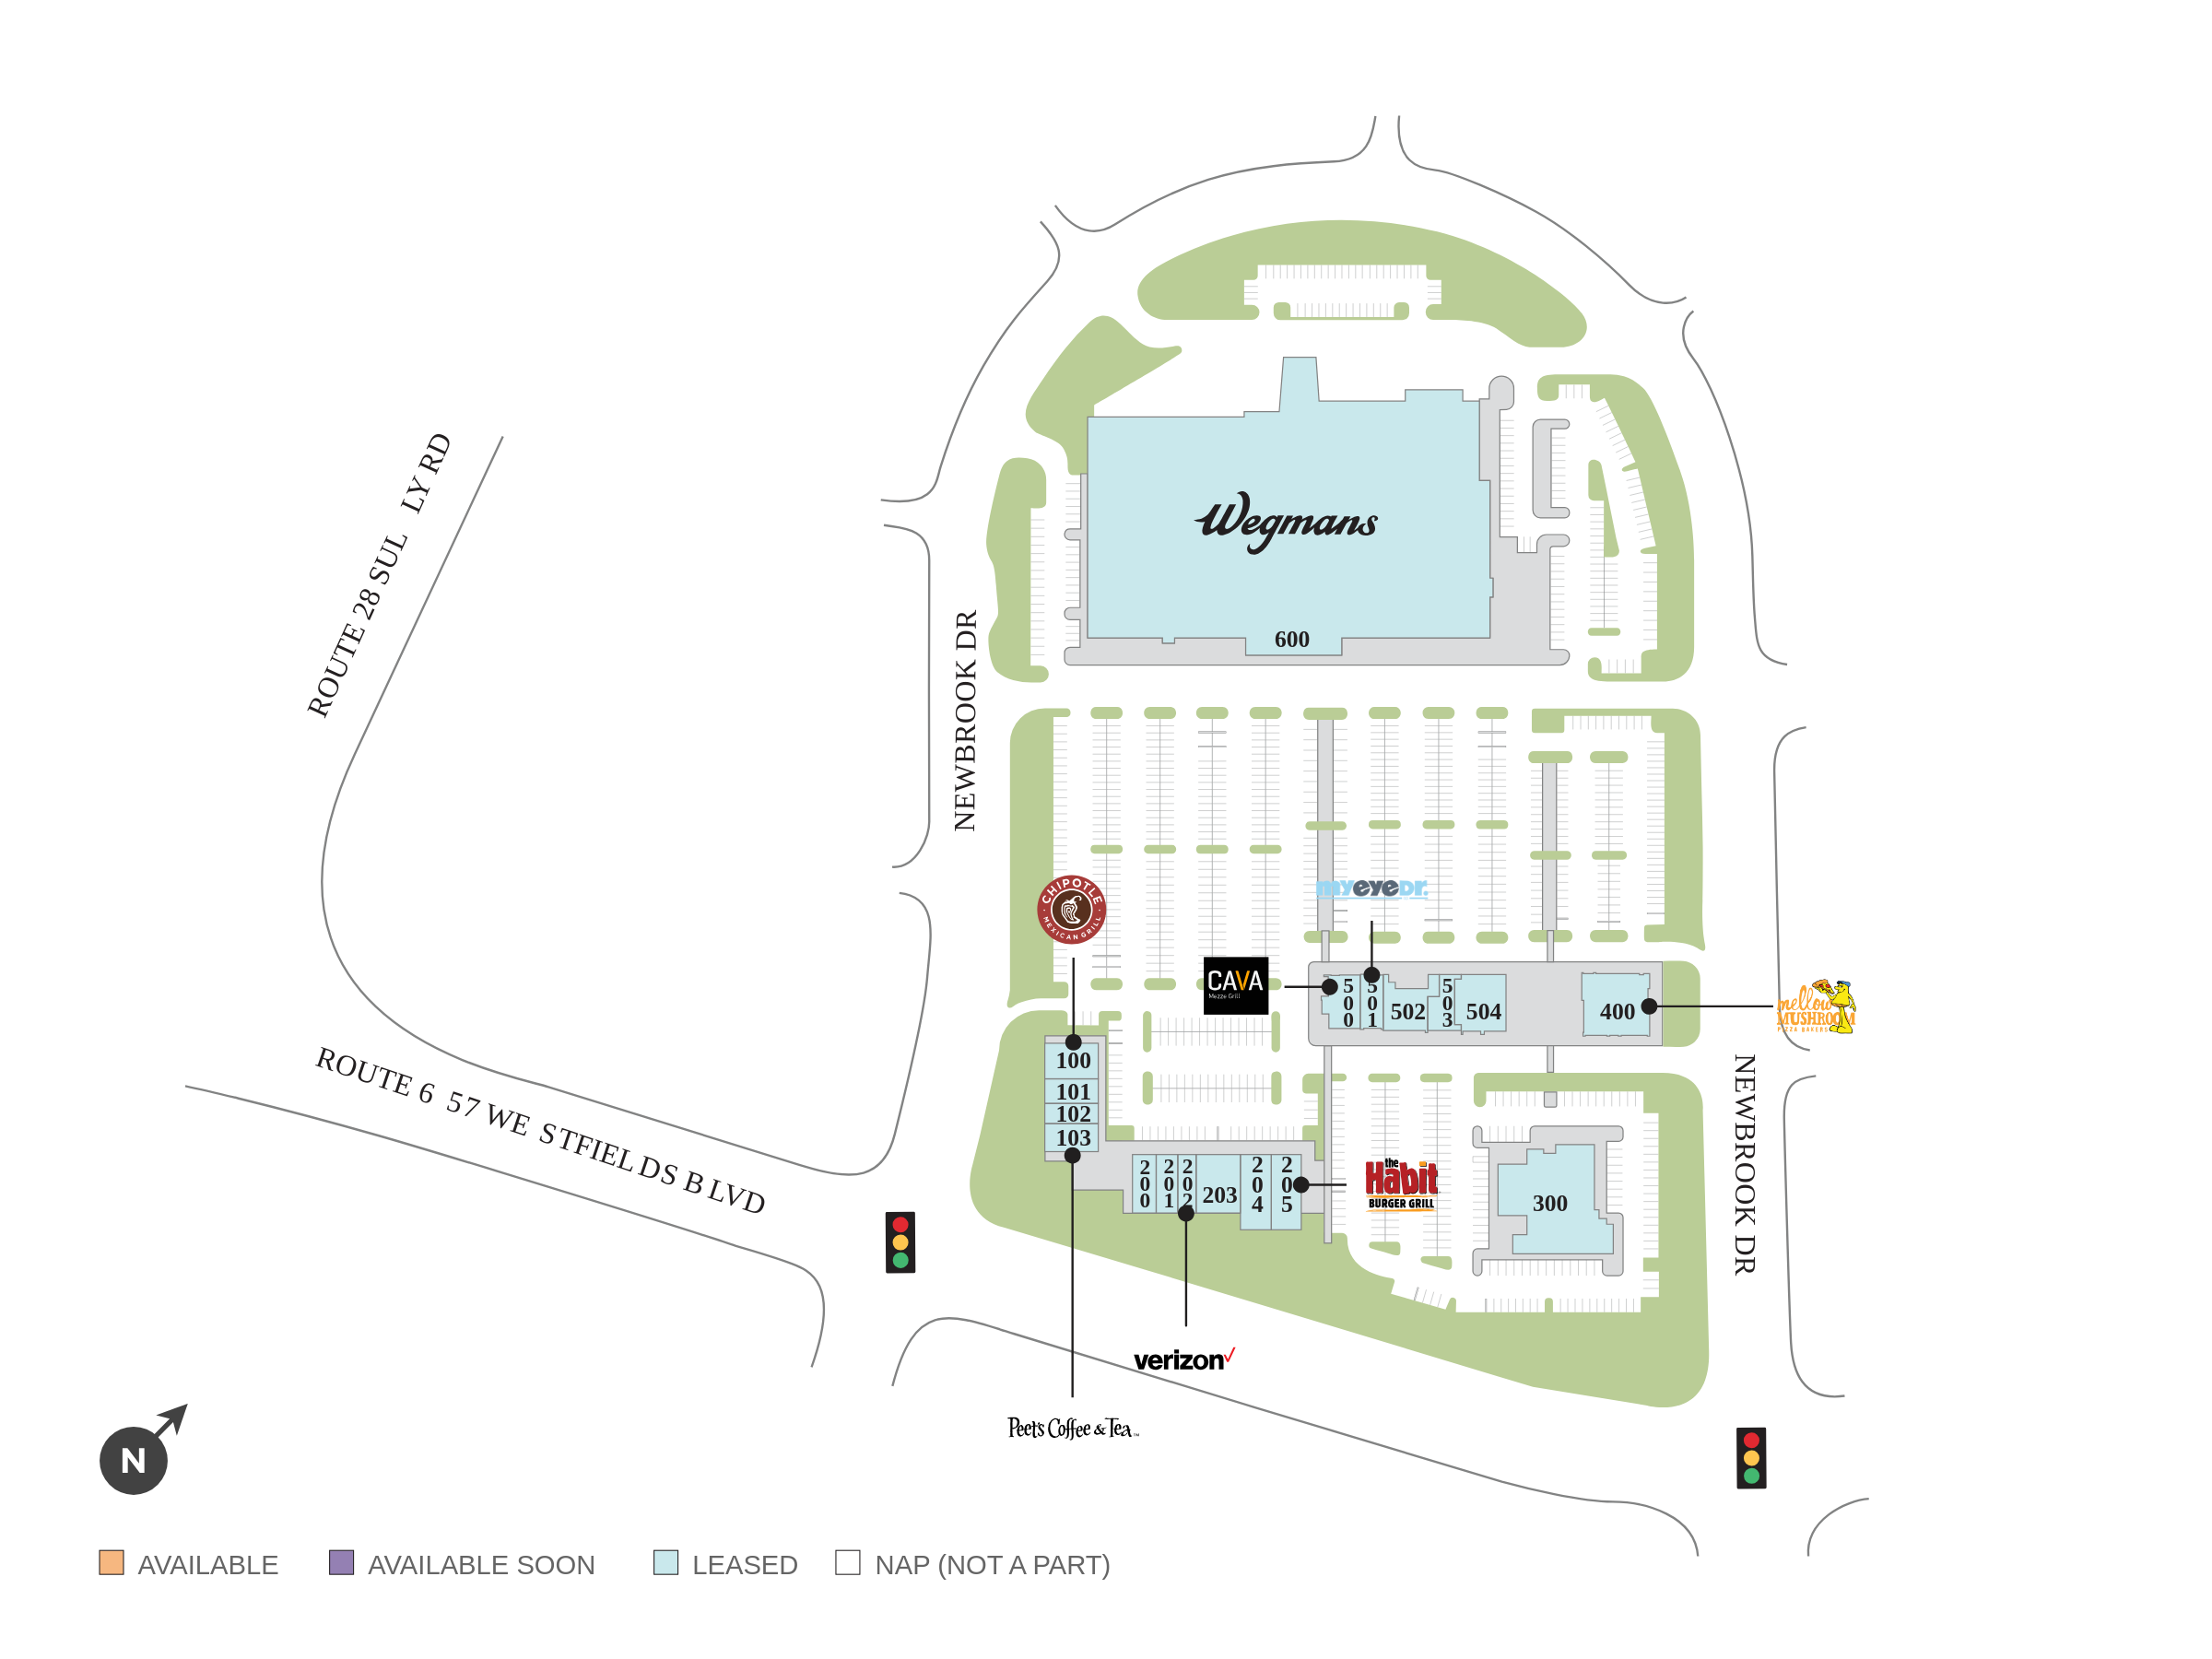 Wegmans
600
ROUTE 28 SUL LY RD
NEWBROOK DR
CHIPOTLE
MEXICAN GRILL
myeyeDr.
CAVA
Mezze Grill
500
501
502
503
504
400
mellow
MUSHROOM
PIZZA BAKERS
100
101
102
103
200
201
202
203
204
205
the
Habit
BURGER GRILL
300
NEWBROOK DR
ROUTE 6 57 WE STFIEL DS B LVD
verizon
Peet's Coffee & Tea
N
AVAILABLE
AVAILABLE SOON
LEASED
NAP (NOT A PART)